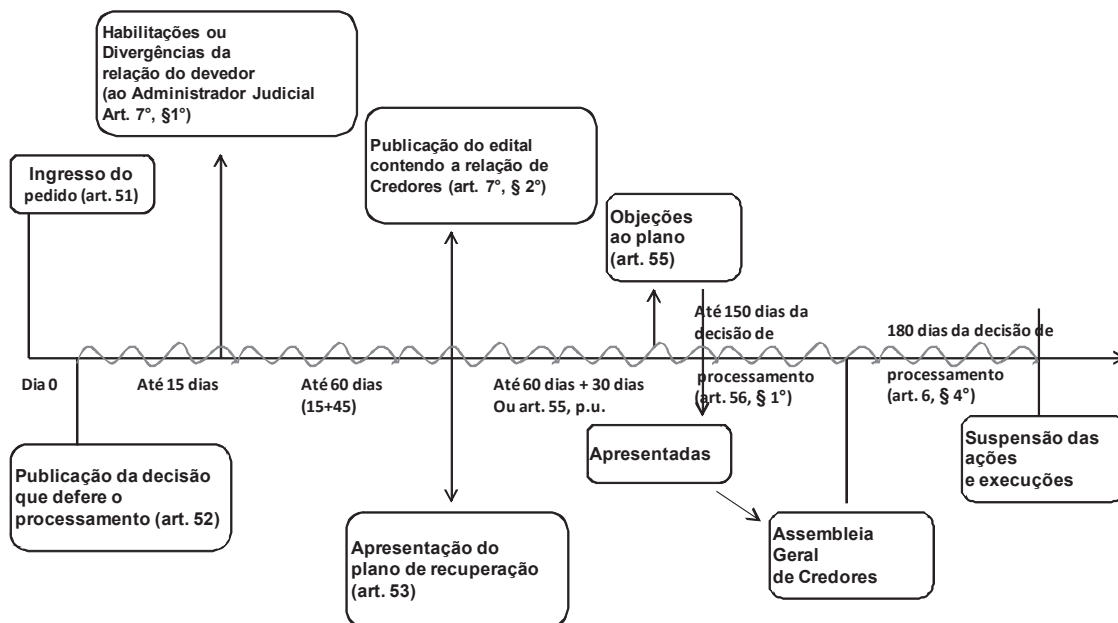 Habilitações ou
Divergências da
relação do devedor
(ao Administrador Judicial
Art. 7°, §1°)
Publicação do edital
contendo a relação de
Credores (art. 7°, § 2°)
Ingresso do
pedido (art. 51)
Objeções
ao plano
(art. 55)
Até 150 dias da
decisão de
processamento
(art. 56, § 1°)
180 dias da decisão de
processamento
(art. 6, § 4°)
Dia 0
Até 15 dias
Até 60 dias
(15+45)
Até 60 dias + 30 dias
Ou art. 55, p.u.
Publicação da decisão
que defere o
processamento (art. 52)
Apresentação do
plano de recuperação
(art. 53)
Apresentadas
Assembleia
Geral
de Credores
Suspensão das
ações
e execuções